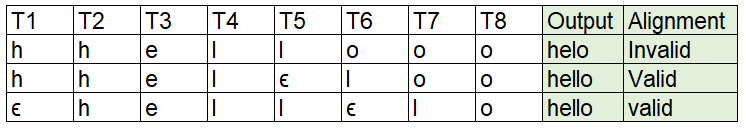 T1 T2 T3 T4 T5 T6 T7 T8 Output Alignment
h h e l l o o o helo Invalid
h h e l ϵ l o o hello Valid
ϵ h e l l ϵ l o hello valid